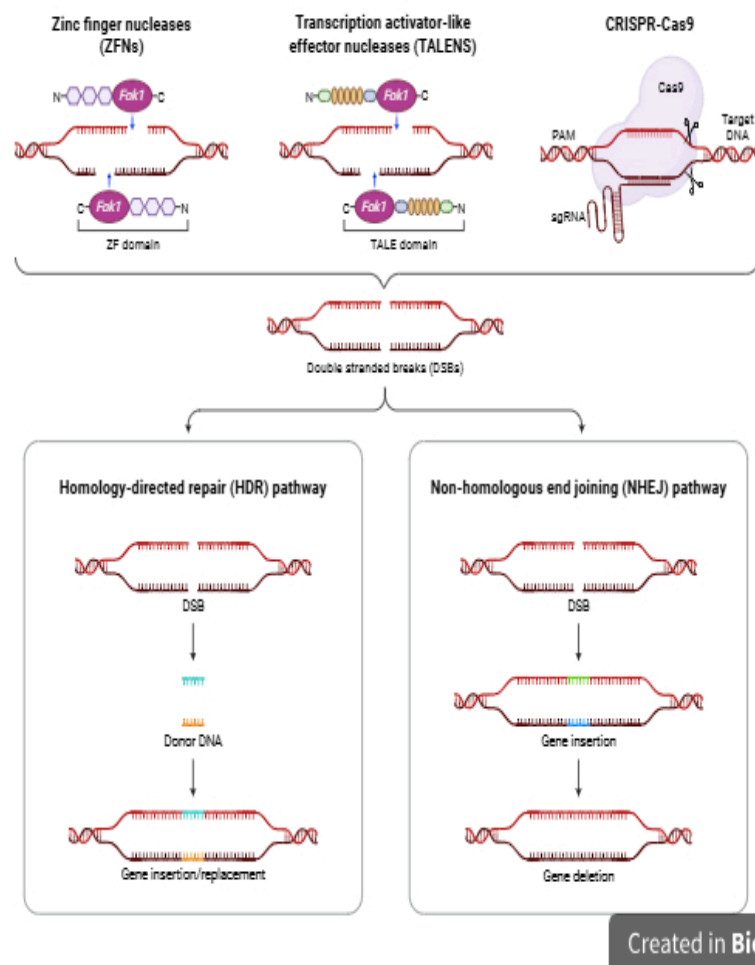 Zinc finger nucleases
(ZFNs)
Transcription activator-like
effector nucleases (TALENS)
CRISPR-Cas9
N
Fok1
C
N
Fok1
C
Cas9
PAM
Target
DNA
C
Fok1
N
C
Fok1
N
sgRNA
ZF domain
TALE domain
Double stranded breaks (DSBs)
Homology-directed repair (HDR) pathway
DSB
Donor DNA
Gene insertion/replacement
Non-homologous end joining (NHEJ) pathway
DSB
Gene insertion
Gene deletion
Created in Bi